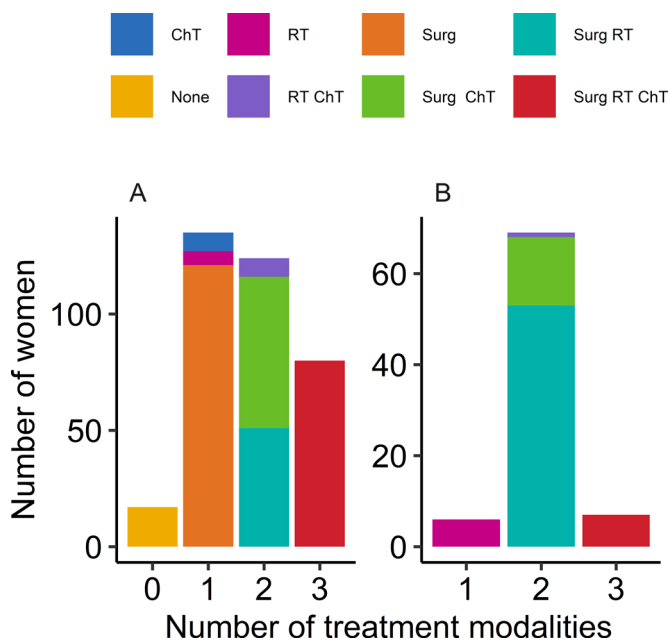 ChT RT Surg Surg RT
None RT ChT Surg ChT Surg RT ChT
A B
Number of women
100
50
0
60
40
20
0
0 1 2 3
1 2 3
Number of treatment modalities